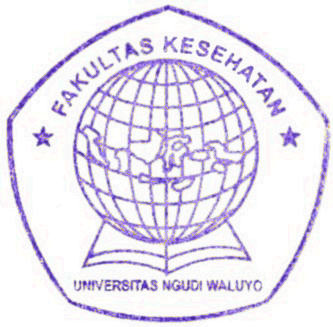 FAKULTAS KESEHATAN
UNIVERSITAS NGUDI WALUYO